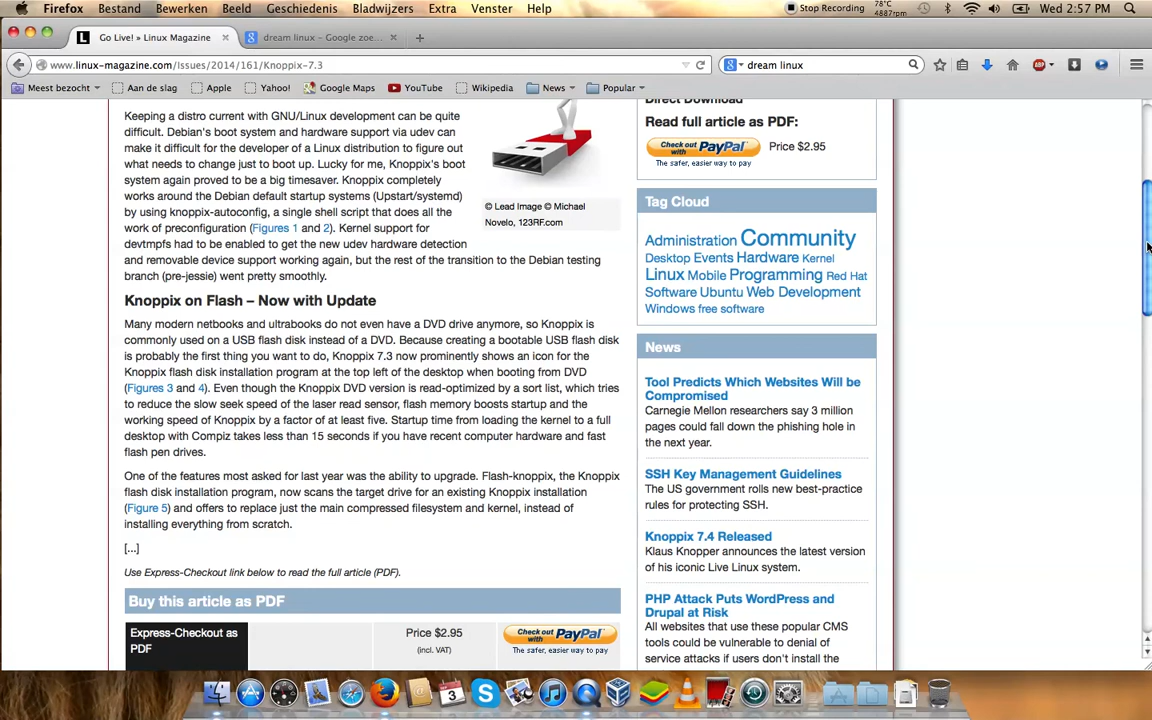 Firefox Bestand Bewerken Beeld Geschiedenis Bladwijzers Extra Venster Help Stop Recording 78°C 4887rpm Wed 2:57 PM
Go Live! » Linux Magazine dream linux - Google zoe...
www.linux-magazine.com/Issues/2014/161/Knoppix-7.3 dream linux
Meest bezocht Aan de slag Apple Yahoo! Google Maps YouTube Wikipedia News Popular
Keeping a distro current with GNU/Linux development can be quite
difficult. Debian's boot system and hardware support via udev can
make it difficult for the developer of a Linux distribution to figure out
what needs to change just to boot up. Lucky for me, Knoppix's boot
system again proved to be a big timesaver. Knoppix completely
works around the Debian default startup systems (Upstart/systemd)
by using knoppix-autoconfig, a single shell script that does all the
work of preconfiguration (Figures 1 and 2). Kernel support for
devtmpfs had to be enabled to get the new udev hardware detection
and removable device support working again, but the rest of the transition to the Debian testing
branch (pre-jessie) went pretty smoothly.
© Lead Image © Michael
Novelo, 123RF.com
Knoppix on Flash – Now with Update
Many modern netbooks and ultrabooks do not even have a DVD drive anymore, so Knoppix is
commonly used on a USB flash disk instead of a DVD. Because creating a bootable USB flash disk
is probably the first thing you want to do, Knoppix 7.3 now prominently shows an icon for the
Knoppix flash disk installation program at the top left of the desktop when booting from DVD
(Figures 3 and 4). Even though the Knoppix DVD version is read-optimized by a sort list, which tries
to reduce the slow seek speed of the laser read sensor, flash memory boosts startup and the
working speed of Knoppix by a factor of at least five. Startup time from loading the kernel to a full
desktop with Compiz takes less than 15 seconds if you have recent computer hardware and fast
flash pen drives.
One of the features most asked for last year was the ability to upgrade. Flash-knoppix, the Knoppix
flash disk installation program, now scans the target drive for an existing Knoppix installation
(Figure 5) and offers to replace just the main compressed filesystem and kernel, instead of
installing everything from scratch.
[...]
Use Express-Checkout link below to read the full article (PDF).
Buy this article as PDF
Express-Checkout as
PDF
Price $2.95
(incl. VAT)
Check out with PayPal
The safer, easier way to pay
Direct Download
Read full article as PDF:
Check out with PayPal Price $2.95
The safer, easier way to pay
Tag Cloud
Administration Community
Desktop Events Hardware Kernel
Linux Mobile Programming Red Hat
Software Ubuntu Web Development
Windows free software
News
Tool Predicts Which Websites Will be
Compromised
Carnegie Mellon researchers say 3 million
pages could fall down the phishing hole in
the next year.
SSH Key Management Guidelines
The US government rolls new best-practice
rules for protecting SSH.
Knoppix 7.4 Released
Klaus Knopper announces the latest version
of his iconic Live Linux system.
PHP Attack Puts WordPress and
Drupal at Risk
All websites that use these popular CMS
tools could be vulnerable to denial of
service attacks if users don't install the